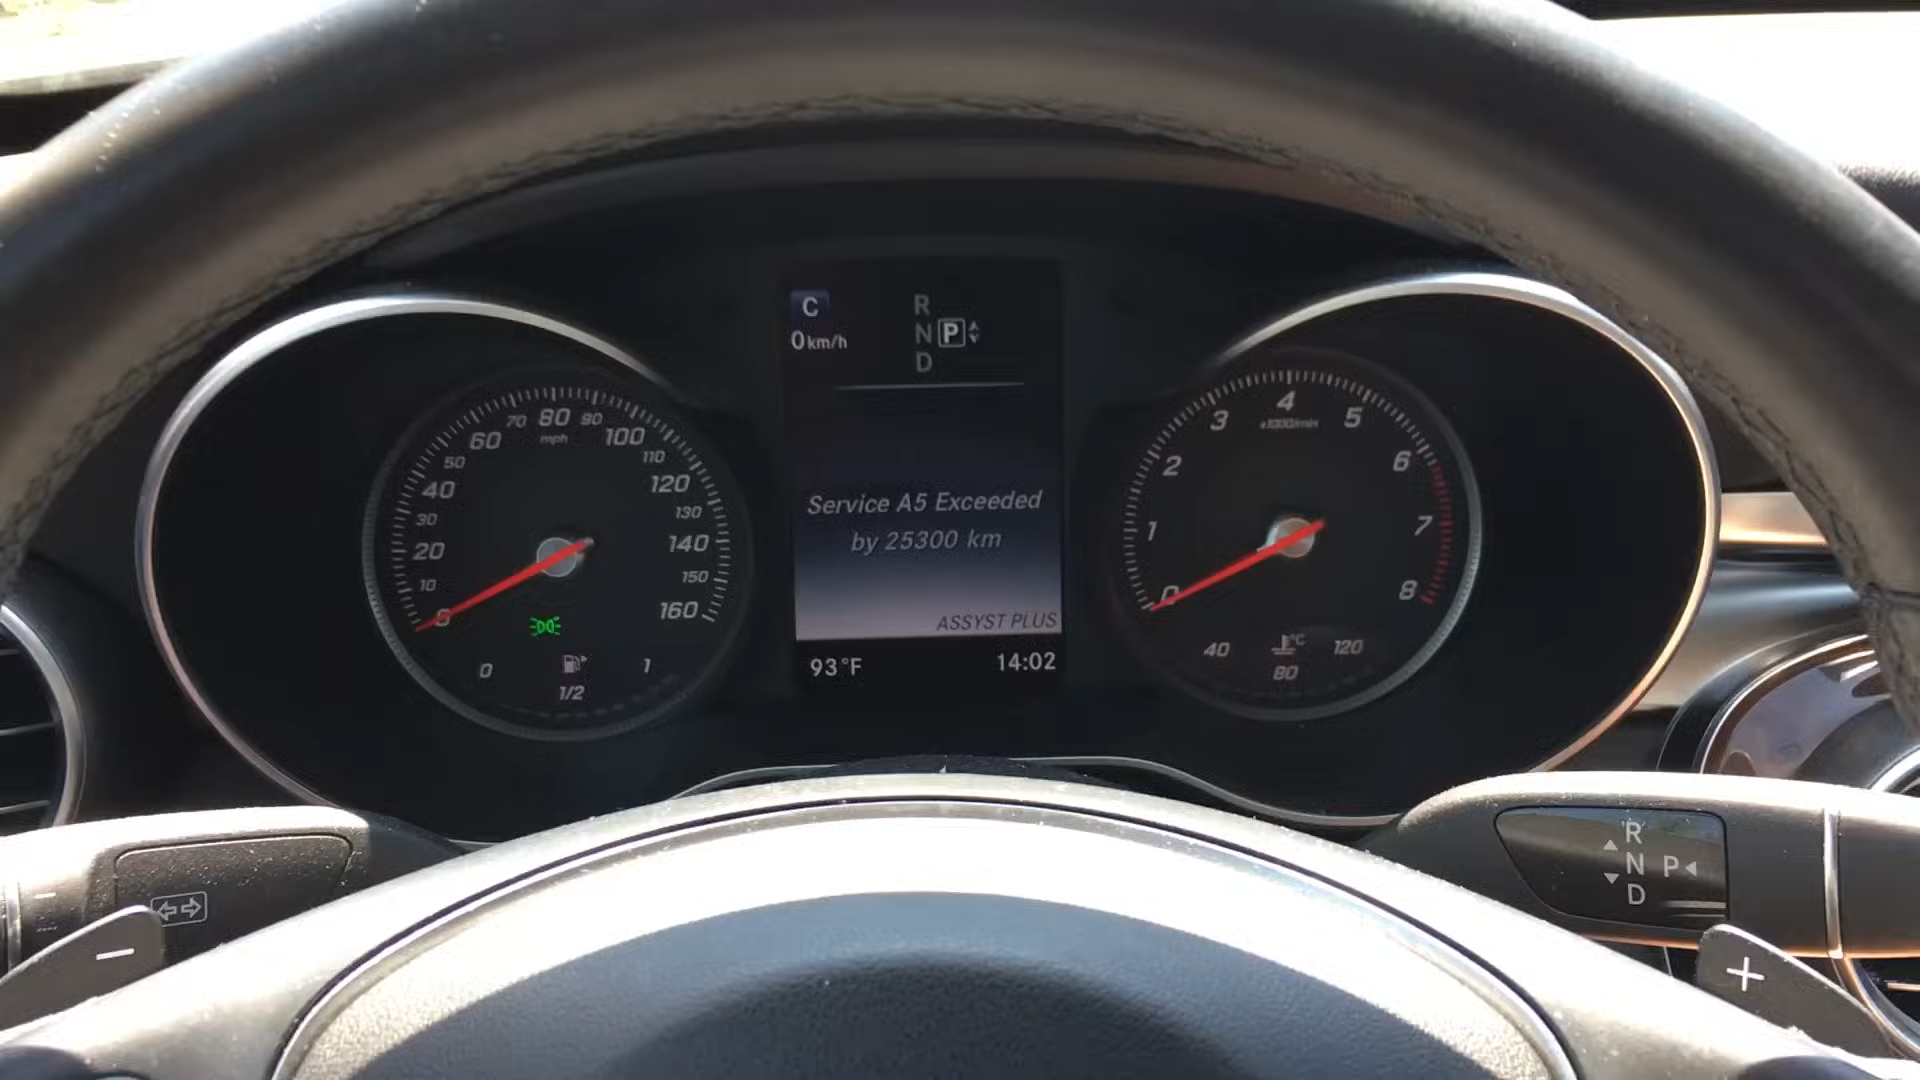 C
0 km/h
R
N P
D
Service A5 Exceeded
by 25300 km
ASSYST PLUS
93°F 14:02
0 10 20 30 40 50 60 70 80 90 100 110 120 130 140 150 160
mph
0 1/2 1
0 1 2 3 4 5 6 7 8
x1000/min
40 80 120
°C
R
N P
D
−
+